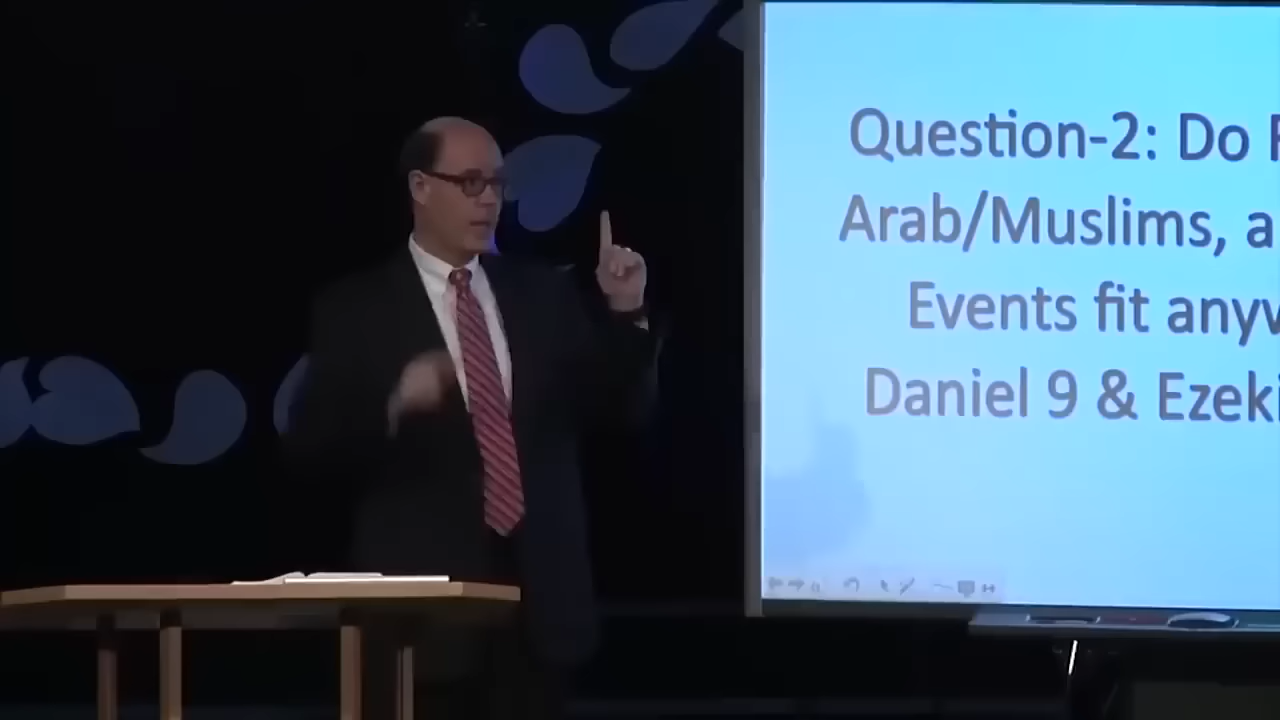 Question-2: Do
Arab/Muslims, a
Events fit anyw
Daniel 9 & Ezeki